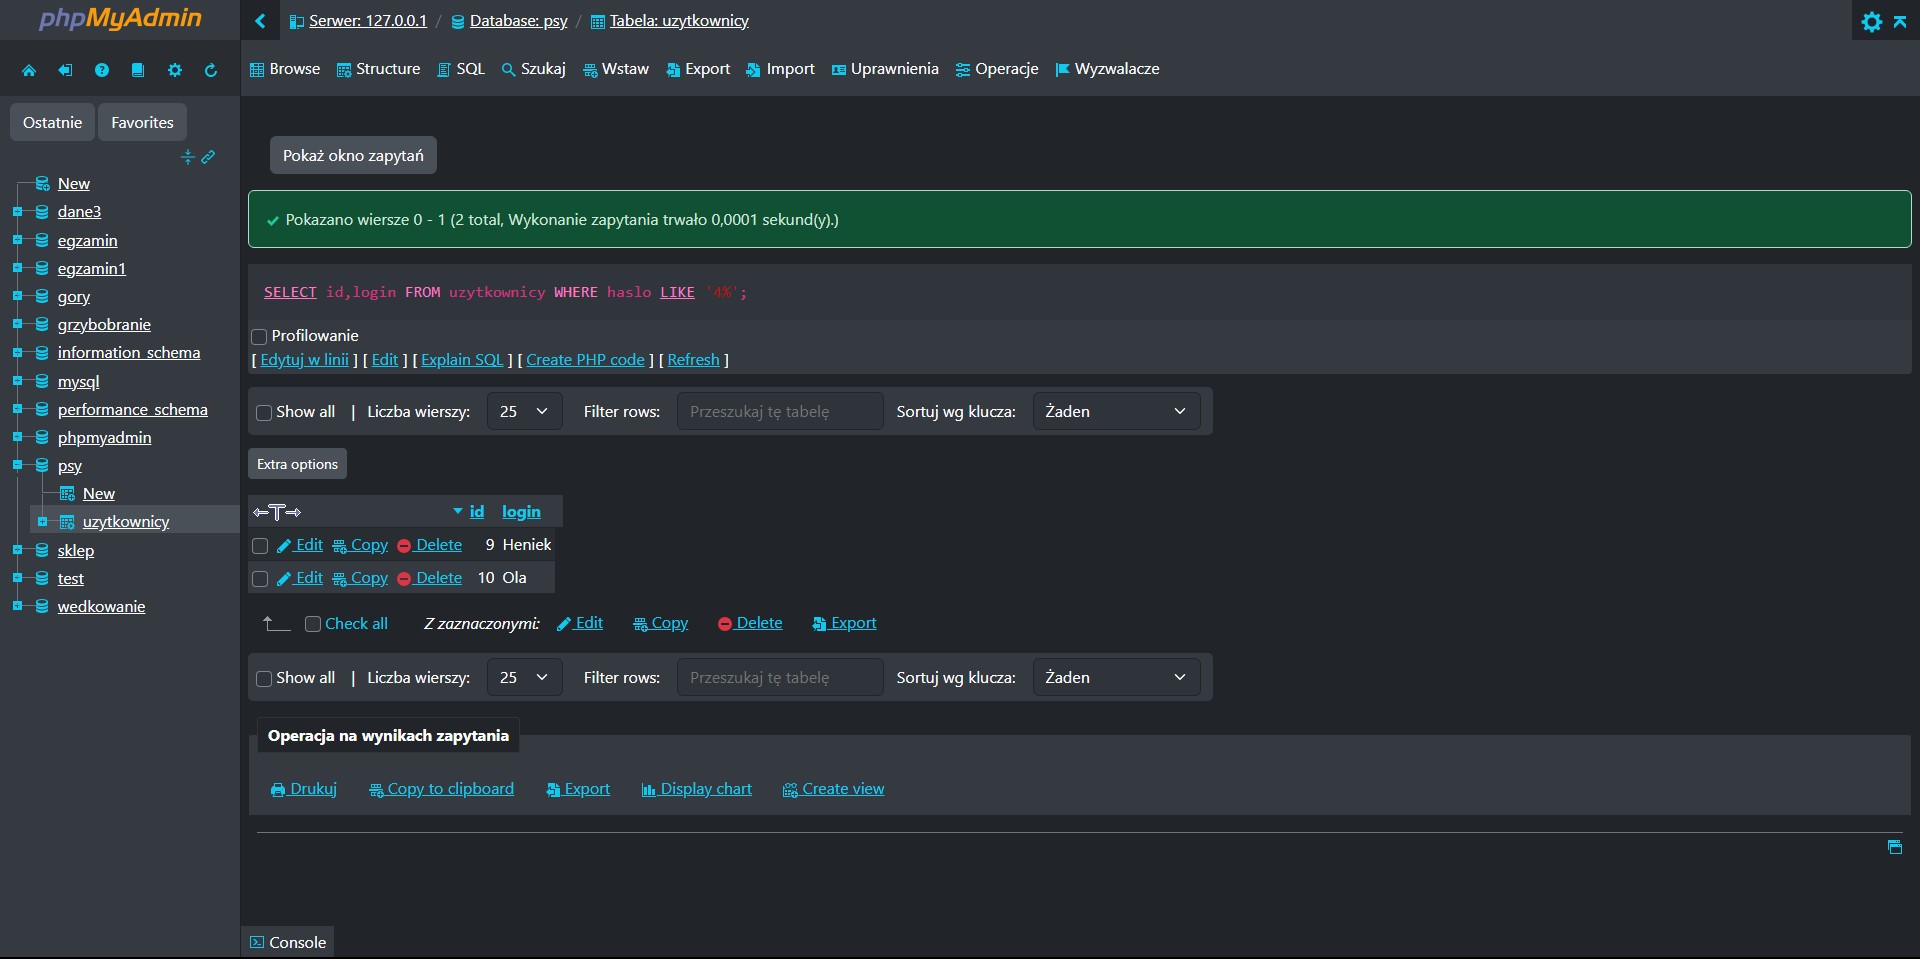 phpMyAdmin
Ostatnie Favorites
New
dane3
egzamin
egzamin1
gory
grzybobranie
information_schema
mysql
performance_schema
phpmyadmin
psy
New
uzytkownicy
sklep
test
wedkowanie
Serwer: 127.0.0.1 / Database: psy / Tabela: uzytkownicy
Browse Structure SQL Szukaj Wstaw Export Import Uprawnienia Operacje Wyzwalacze
Pokaż okno zapytań
Pokazano wiersze 0 - 1 (2 total, Wykonanie zapytania trwało 0,0001 sekund(y).)
SELECT id,login FROM uzytkownicy WHERE haslo LIKE '4%';
Profilowanie
[ Edytuj w linii ] [ Edit ] [ Explain SQL ] [ Create PHP code ] [ Refresh ]
Show all | Liczba wierszy: 25 Filter rows: Przeszukaj tę tabelę Sortuj wg klucza: Żaden
Extra options
←T→ id login
Edit Copy Delete 9 Heniek
Edit Copy Delete 10 Ola
Check all Z zaznaczonymi: Edit Copy Delete Export
Show all | Liczba wierszy: 25 Filter rows: Przeszukaj tę tabelę Sortuj wg klucza: Żaden
Operacja na wynikach zapytania
Drukuj Copy to clipboard Export Display chart Create view
Console